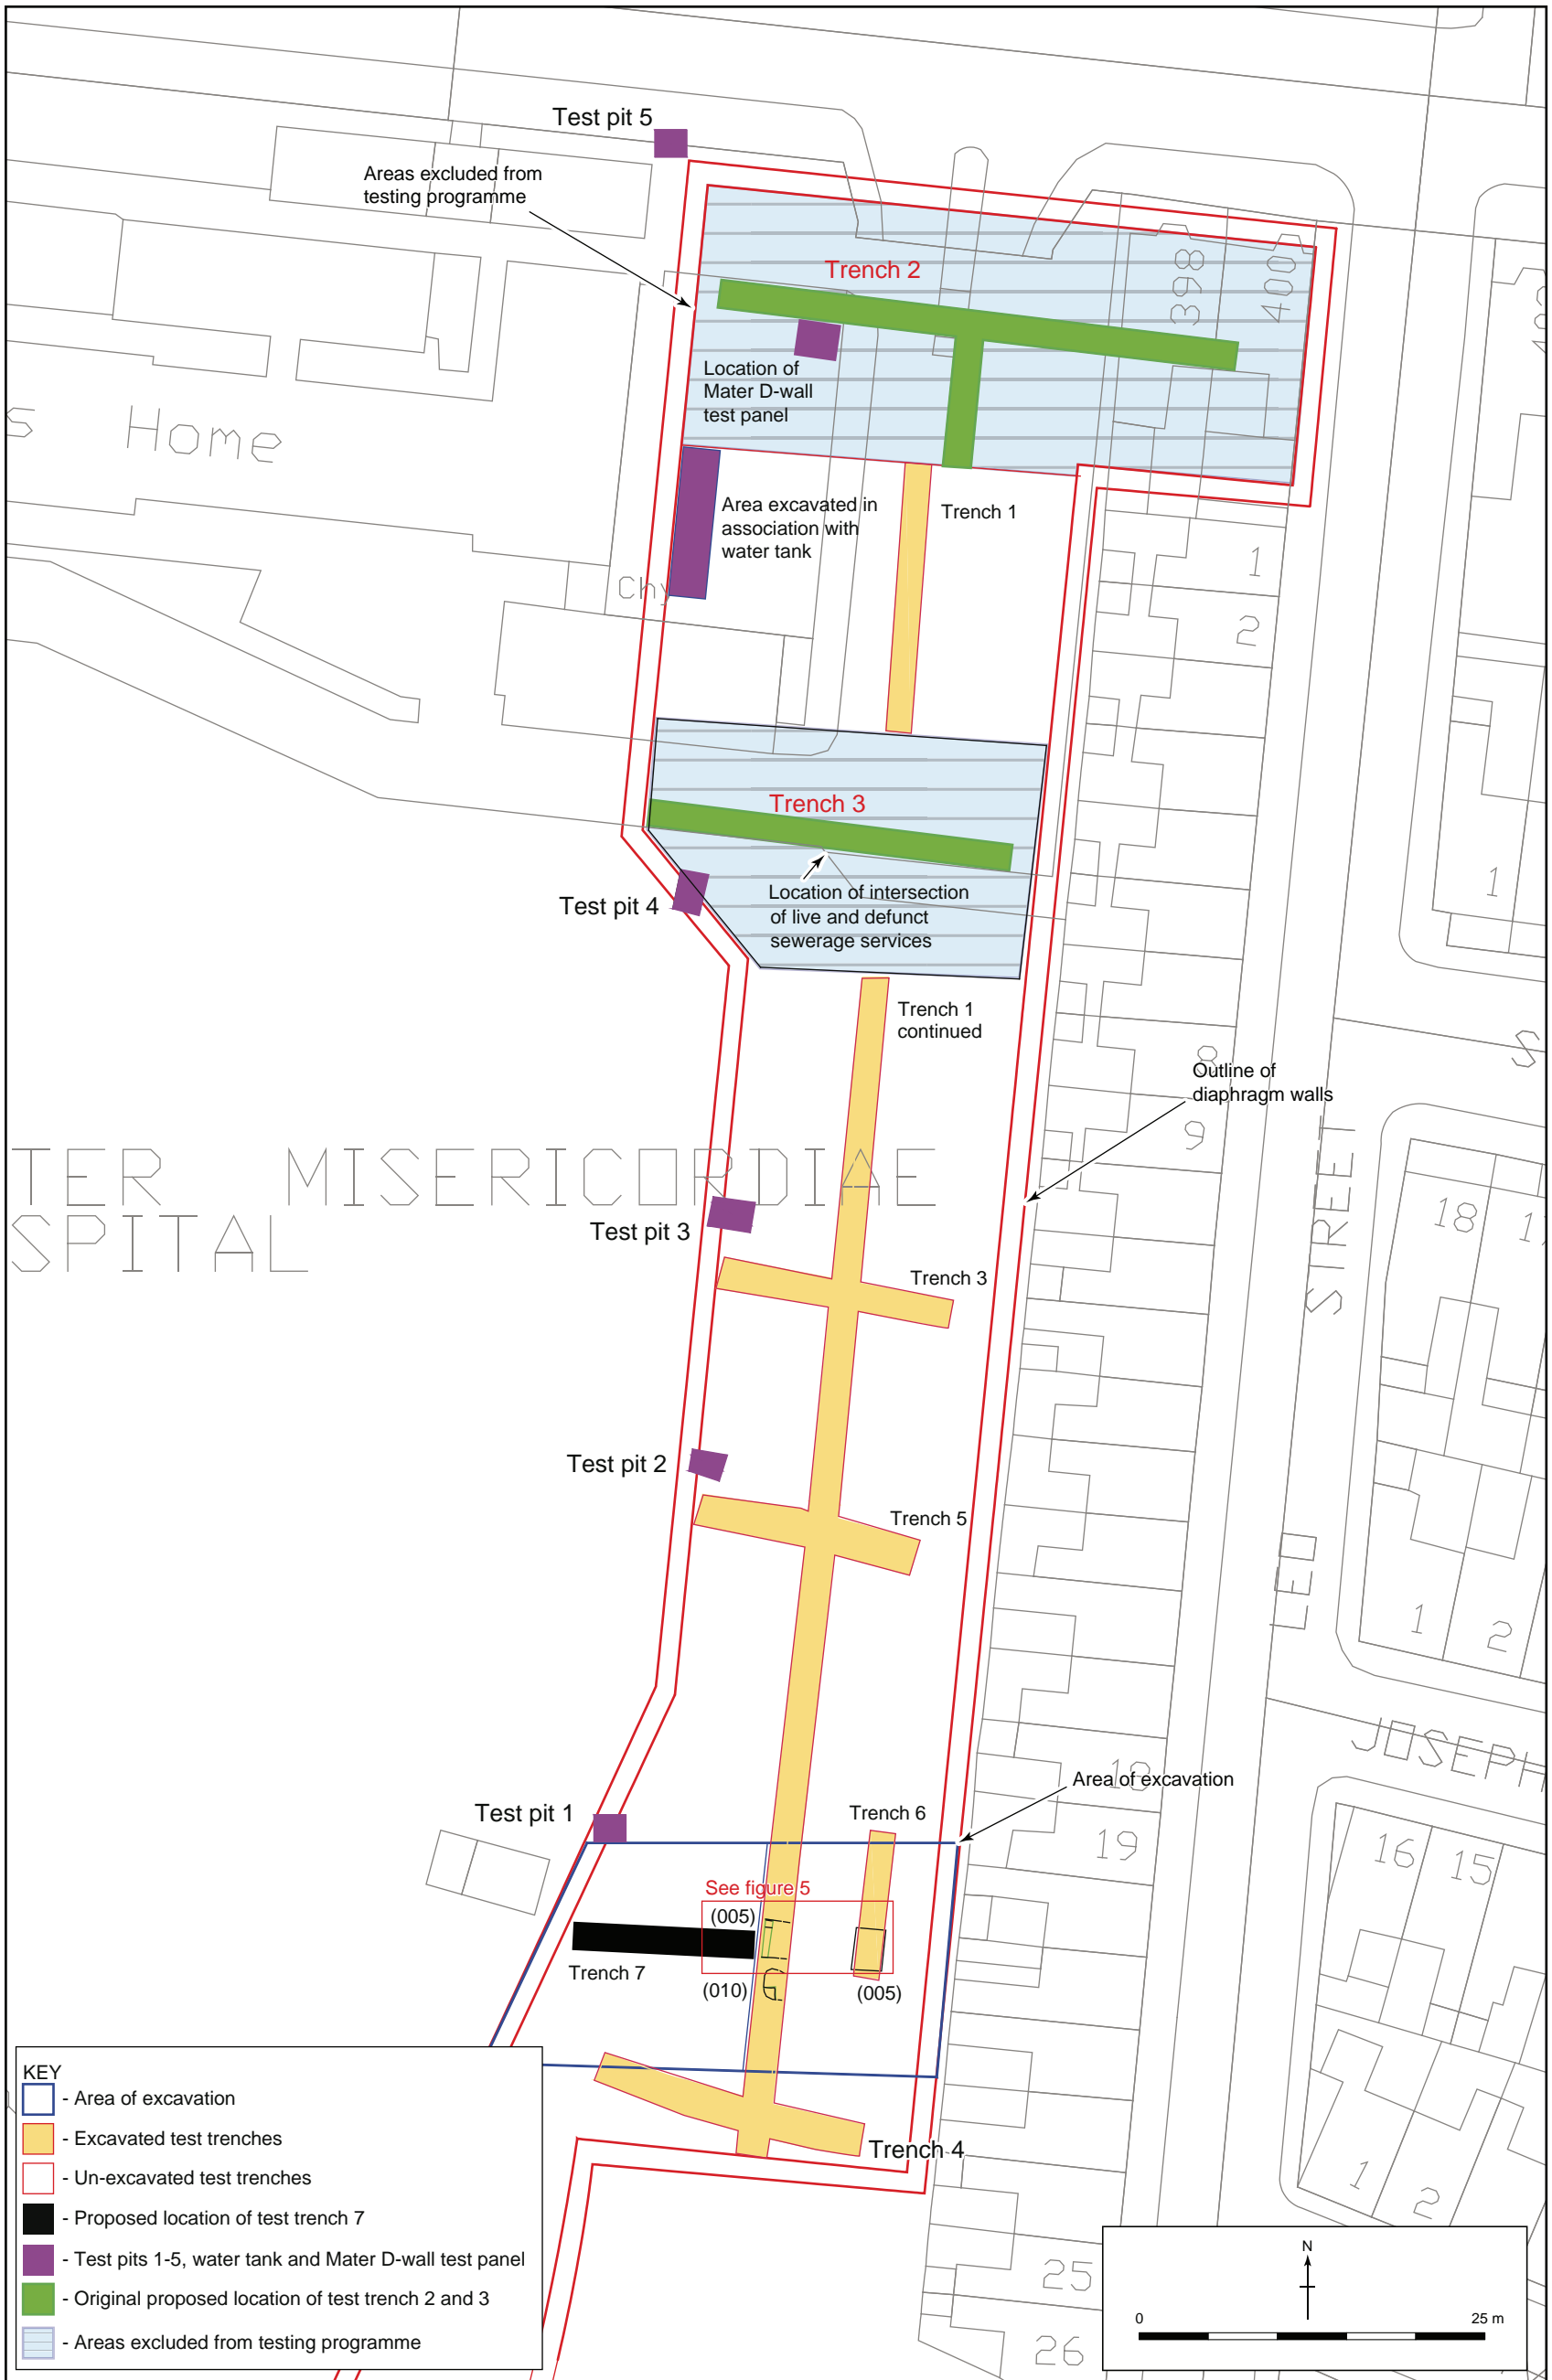 Test pit 5
Areas excluded from
testing programme
Trench 2
398
400
Location of
Mater D-wall
test panel
Home
Area excavated in
association with
water tank
Trench 1
1
2
Chy
Trench 3
1
Location of intersection
of live and defunct
sewerage services
Test pit 4
Trench 1
continued
8
Outline of
diaphragm walls
9
TER MISERICORDIAE
SPITAL
STREET
18
Test pit 3
Trench 3
Test pit 2
Trench 5
LEO
1
2
JOSEPH
18
Area of excavation
Test pit 1
Trench 6
19
16
15
See figure 5
(005)
Trench 7
(010)
(005)
Trench 4
1
2
25
26
KEY
- Area of excavation
- Excavated test trenches
- Un-excavated test trenches
- Proposed location of test trench 7
- Test pits 1-5, water tank and Mater D-wall test panel
- Original proposed location of test trench 2 and 3
- Areas excluded from testing programme
N
0 25 m